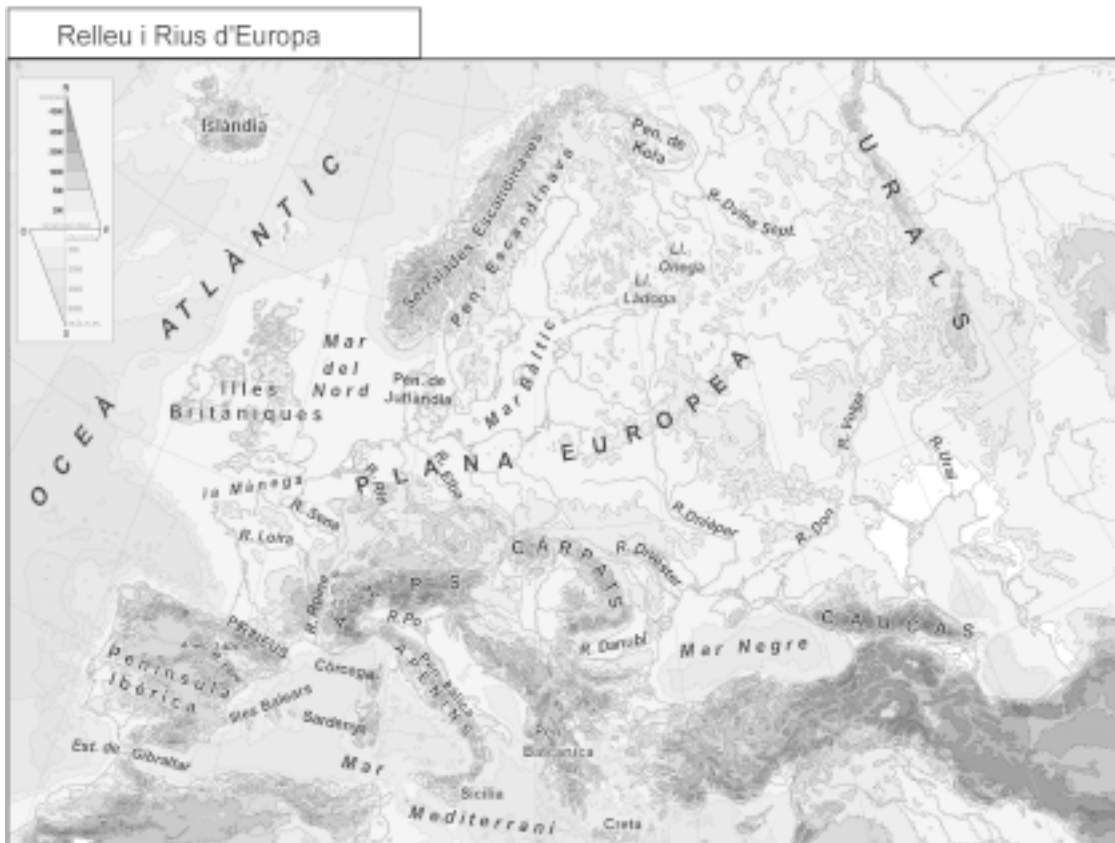 Relleu i Rius d'Europa
Islàndia
OCEÀ ATLÀNTIC
Serralades Escandinaves
Pen. Escandinava
Pen. de
Kola
URALS
R. Dvina Sept.
Ll.
Onega
Ll.
Làdoga
Mar
del
Nord
Illes
Britàniques
Pen. de
Jutlàndia
Mar Bàltic
PLANA EUROPEA
la Mànega
R. Rin
R. Elba
R. Sena
R. Loira
R. Volga
R. Ural
R. Dniéper
R. Don
R. Dniéster
CÀRPATS
ALPS
R. Roine
R. Po
R. Danubi
Mar Negre
CAUCAS
PIRINEUS
Península
Ibèrica
Còrcega
APENINS
Pen. Itàlica
Illes Balears
Sardenya
Pen.
Balcànica
Est. de Gibraltar
Mar
Mediterrani
Sicília
Creta